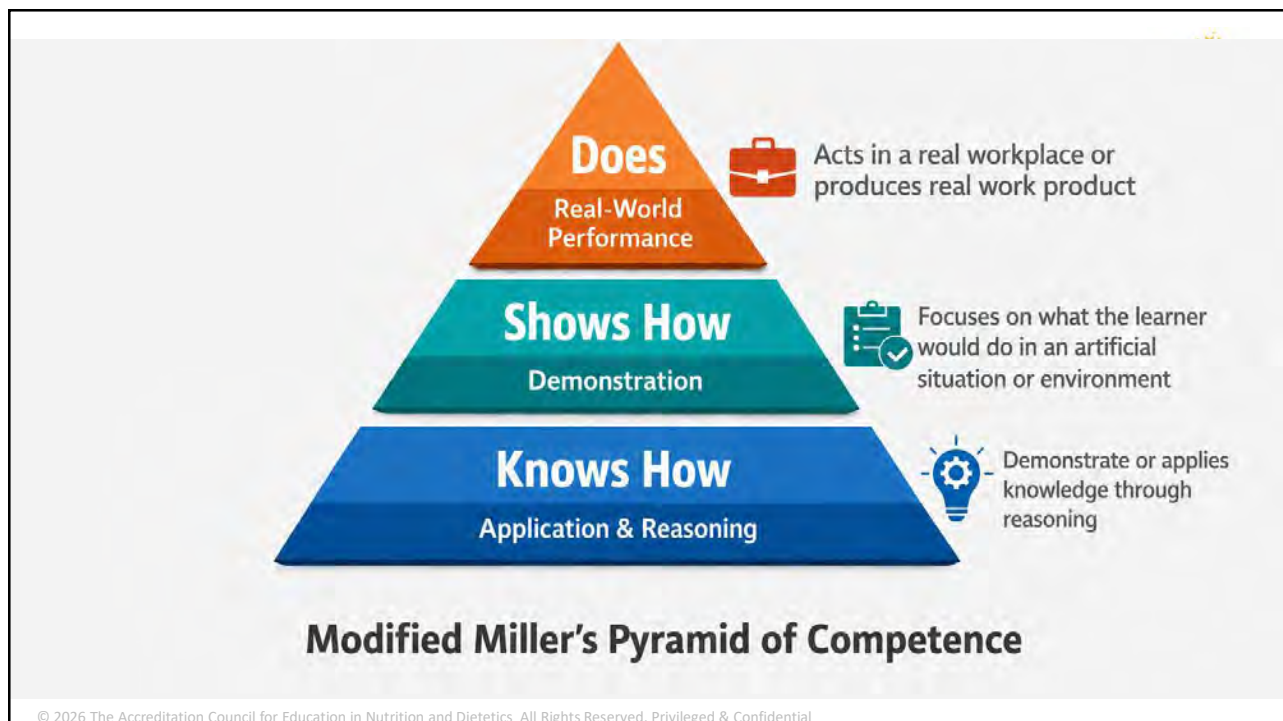 Does
Real-World
Performance
Acts in a real workplace or
produces real work product
Shows How
Demonstration
Focuses on what the learner
would do in an artificial
situation or environment
Knows How
Application & Reasoning
Demonstrate or applies
knowledge through
reasoning
Modified Miller's Pyramid of Competence
© 2026 The Accreditation Council for Education in Nutrition and Dietetics. All Rights Reserved. Privileged & Confidential